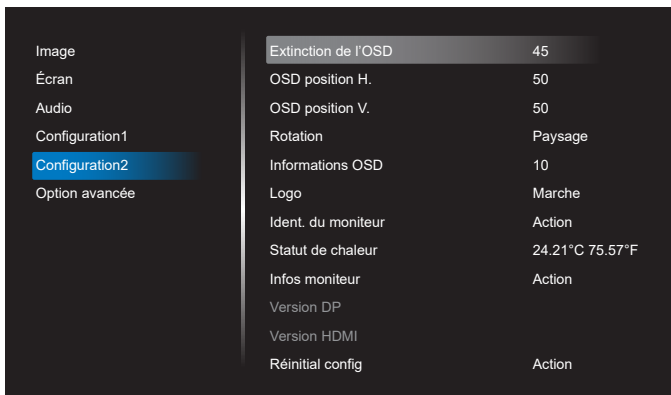 Image
Écran
Audio
Configuration1
Configuration2
Option avancée
Extinction de l'OSD 45
OSD position H. 50
OSD position V. 50
Rotation Paysage
Informations OSD 10
Logo Marche
Ident. du moniteur Action
Statut de chaleur 24.21°C 75.57°F
Infos moniteur Action
Version DP
Version HDMI
Réinitial config Action